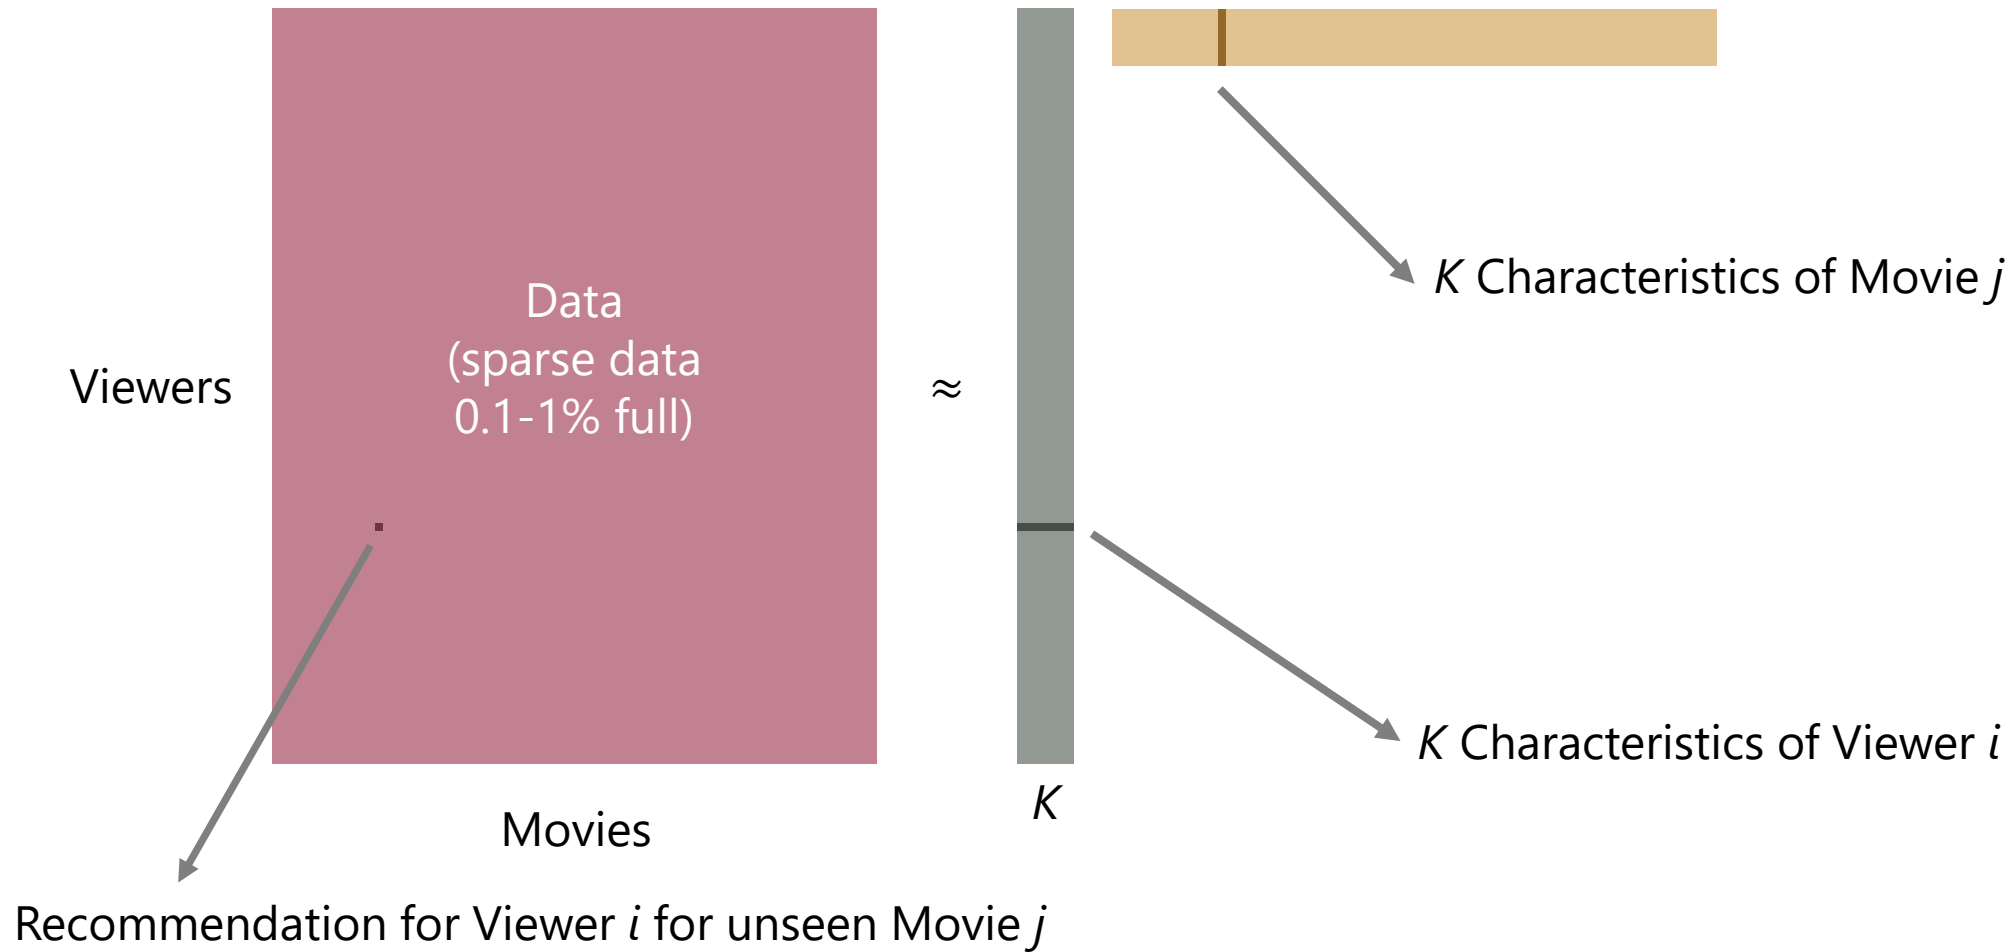 K Characteristics of Movie j
Data
(sparse data
0.1-1% full)
Viewers
≈
K Characteristics of Viewer i
K
Movies
Recommendation for Viewer i for unseen Movie j